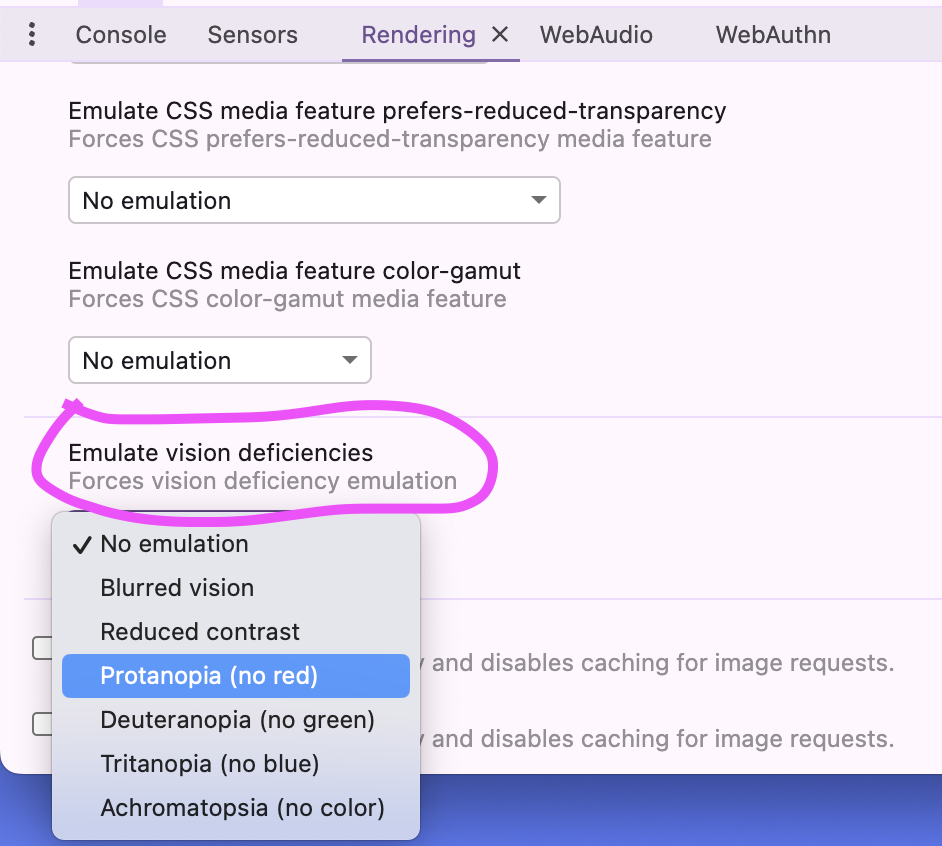 Console Sensors Rendering WebAudio WebAuthn
Emulate CSS media feature prefers-reduced-transparency
Forces CSS prefers-reduced-transparency media feature
No emulation
Emulate CSS media feature color-gamut
Forces CSS color-gamut media feature
No emulation
Emulate vision deficiencies
Forces vision deficiency emulation
✓ No emulation
Blurred vision
Reduced contrast
Protanopia (no red)
Deuteranopia (no green)
Tritanopia (no blue)
Achromatopsia (no color)
and disables caching for image requests.
and disables caching for image requests.